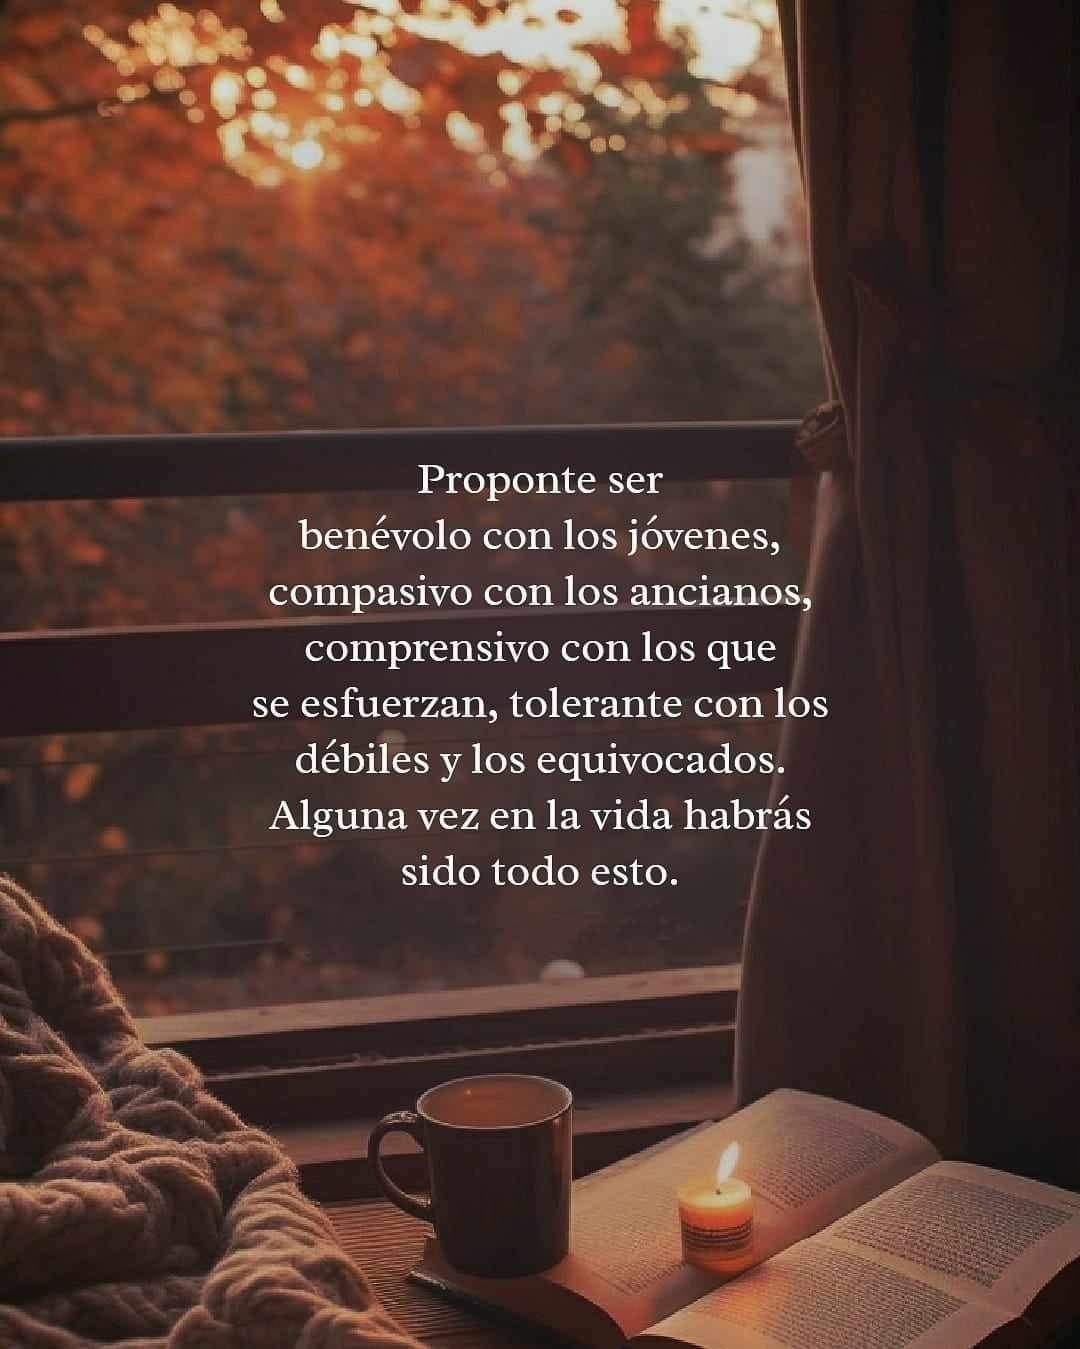 Proponte ser
benévolo con los jóvenes,
compasivo con los ancianos,
comprensivo con los que
se esfuerzan, tolerante con los
débiles y los equivocados.
Alguna vez en la vida habrás
sido todo esto.